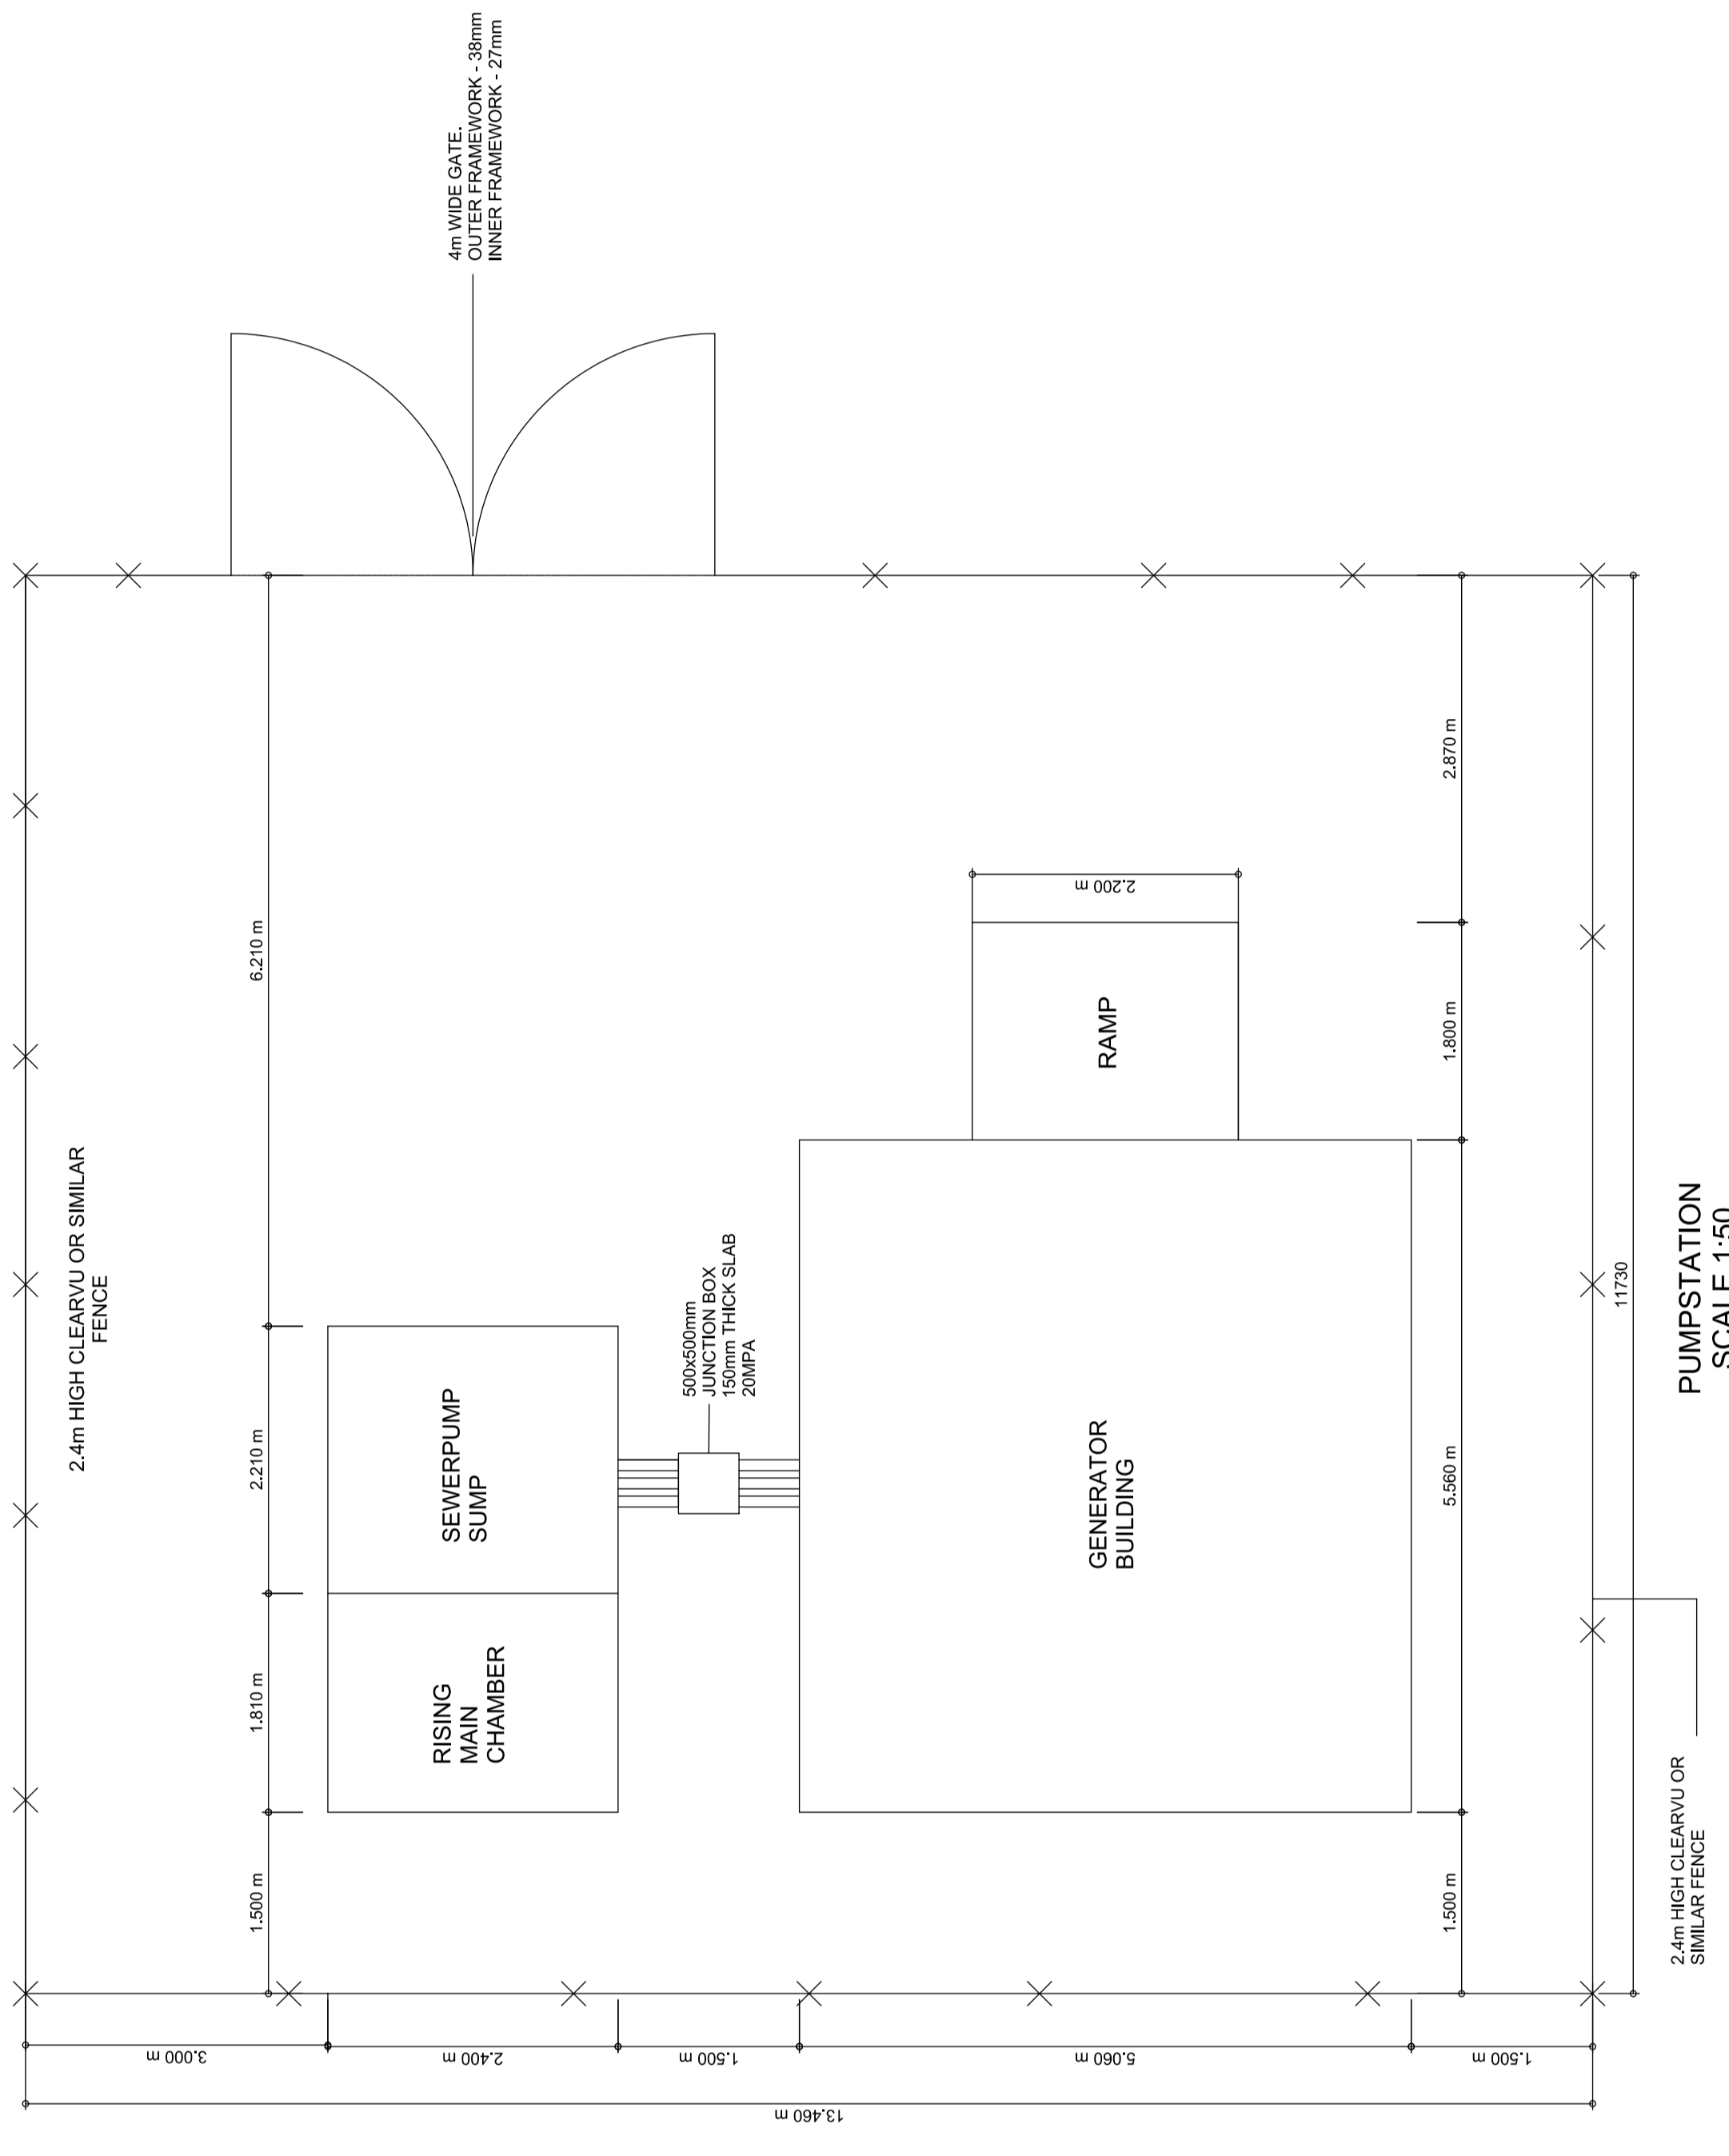 4m WIDE GATE.
OUTER FRAMEWORK - 38mm
INNER FRAMEWORK - 27mm
2.4m HIGH CLEARVU OR SIMILAR
FENCE
6.210 m
2.210 m
1.810 m
1.500 m
SEWERPUMP
SUMP
RISING
MAIN
CHAMBER
500x500mm
JUNCTION BOX
150mm THICK SLAB
20MPA
GENERATOR
BUILDING
RAMP
2.200 m
2.870 m
1.800 m
5.560 m
1.500 m
11730
PUMPSTATION
SCALE 1:50
2.4m HIGH CLEARVU OR
SIMILAR FENCE
3.000 m
2.400 m
1.500 m
5.060 m
1.500 m
13.460 m